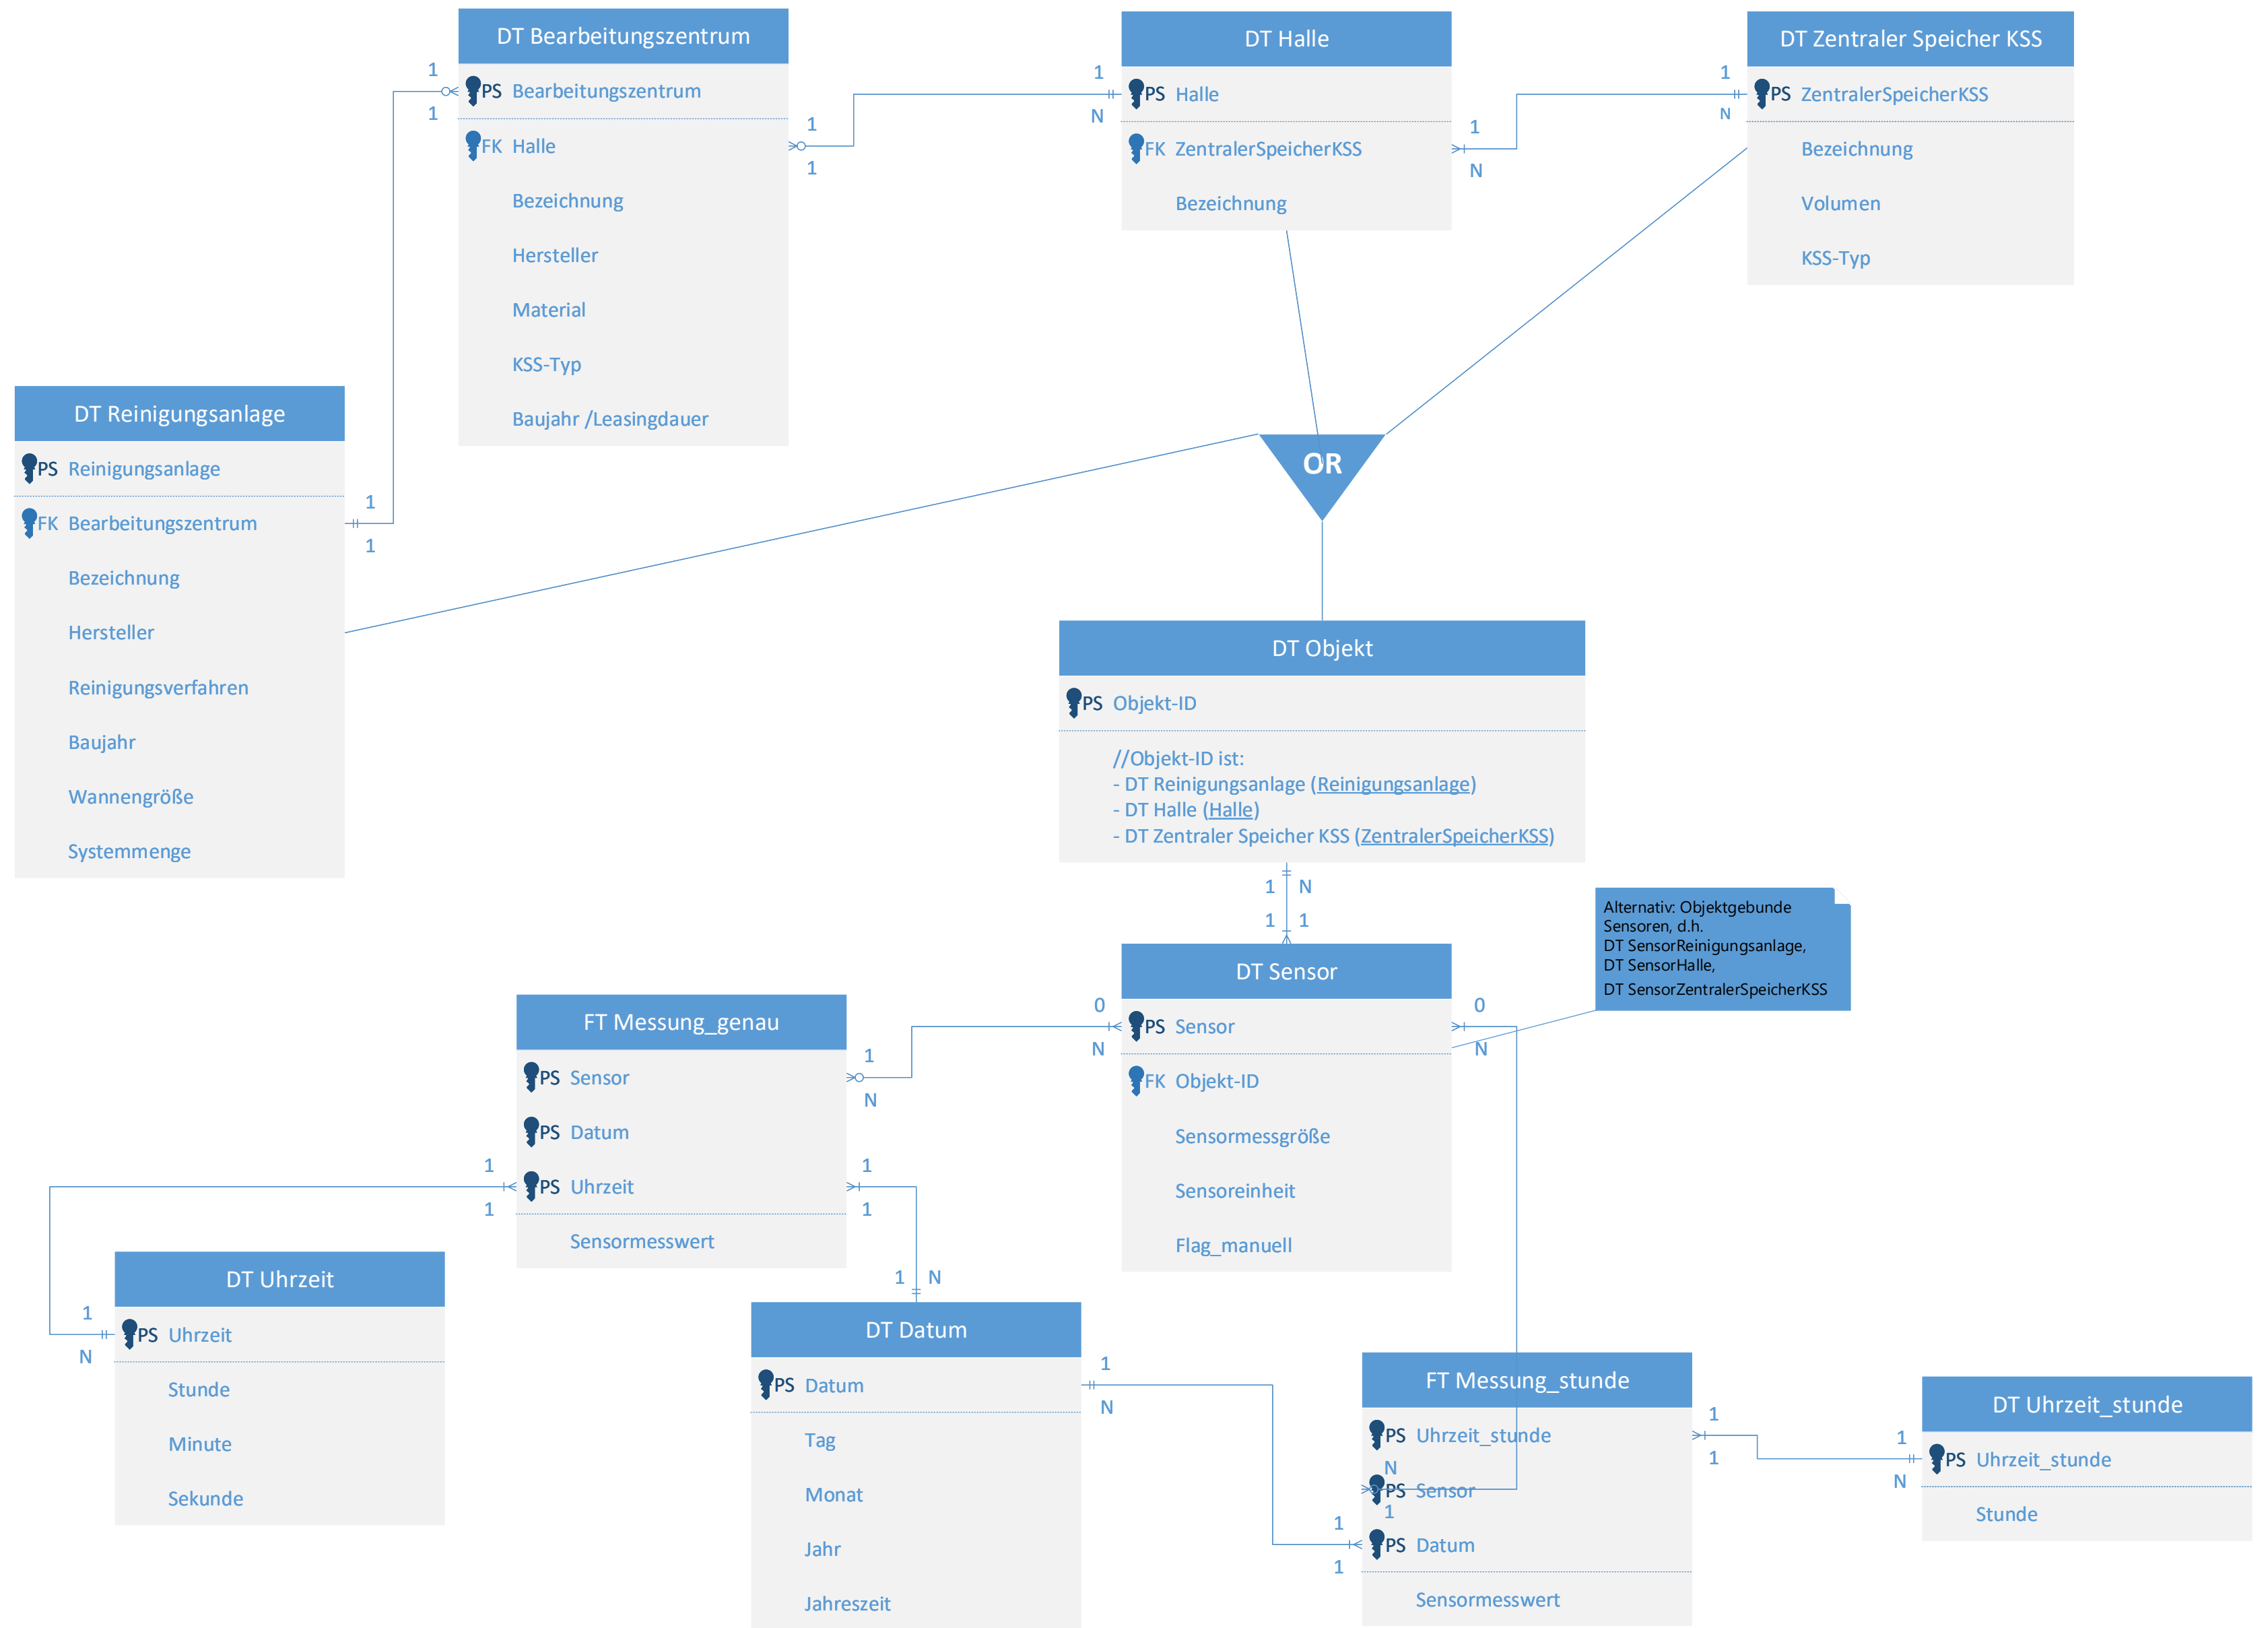 DT Bearbeitungszentrum
PS Bearbeitungszentrum
FK Halle
Bezeichnung
Hersteller
Material
KSS-Typ
Baujahr /Leasingdauer
1
1
1
1
DT Halle
PS Halle
FK ZentralerSpeicherKSS
Bezeichnung
1
N
1
N
DT Zentraler Speicher KSS
PS ZentralerSpeicherKSS
Bezeichnung
Volumen
KSS-Typ
1
N
DT Reinigungsanlage
PS Reinigungsanlage
FK Bearbeitungszentrum
Bezeichnung
Hersteller
Reinigungsverfahren
Baujahr
Wannengröße
Systemmenge
1
1
OR
DT Objekt
PS Objekt-ID
//Objekt-ID ist:
- DT Reinigungsanlage (Reinigungsanlage)
- DT Halle (Halle)
- DT Zentraler Speicher KSS (ZentralerSpeicherKSS)
1 N
1 1
Alternativ: Objektgebunde
Sensoren, d.h.
DT SensorReinigungsanlage,
DT SensorHalle,
DT SensorZentralerSpeicherKSS
DT Sensor
PS Sensor
FK Objekt-ID
Sensormessgröße
Sensoreinheit
Flag_manuell
0
N
0
N
FT Messung_genau
PS Sensor
PS Datum
PS Uhrzeit
Sensormesswert
1
N
1
1
1
1
DT Uhrzeit
PS Uhrzeit
Stunde
Minute
Sekunde
1
N
DT Datum
PS Datum
Tag
Monat
Jahr
Jahreszeit
1 N
1
N
FT Messung_stunde
PS Uhrzeit_stunde
N
PS Sensor
1
PS Datum
Sensormesswert
1
1
1
1
DT Uhrzeit_stunde
PS Uhrzeit_stunde
Stunde
1
N